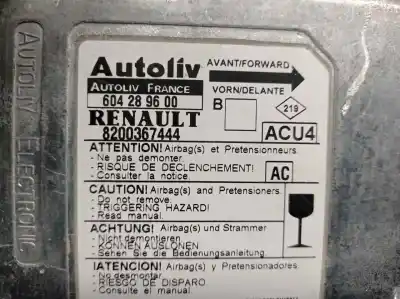 AUTOLIV ELECTRONIC
Autoliv
AUTOLIV FRANCE
604 28 96 00
RENAULT
8200367444
AVANT/FORWARD
VORN/DELANTE
B
219
ACU4
ATTENTION! Airbag(s) et Pretensionneurs
- Ne pas demonter.
- RISQUE DE DECLENCHEMENT!
- Consulter la notice.
AC
CAUTION! Airbag(s) and Pretensioners
- Do not remove.
- TRIGGERING HAZARD!
- Read manual.
ACHTUNG! Airbag(s) und Strammer
- Nicht demontieren.
- KONNEN AUSLOSEN
- Sehen Sie die Bedienungsanleitung
!ATENCION! Airbag(s) y Pretensionadores
- No desmontar.
- RIESGO DE DISPARO.
- Consulte el manual.